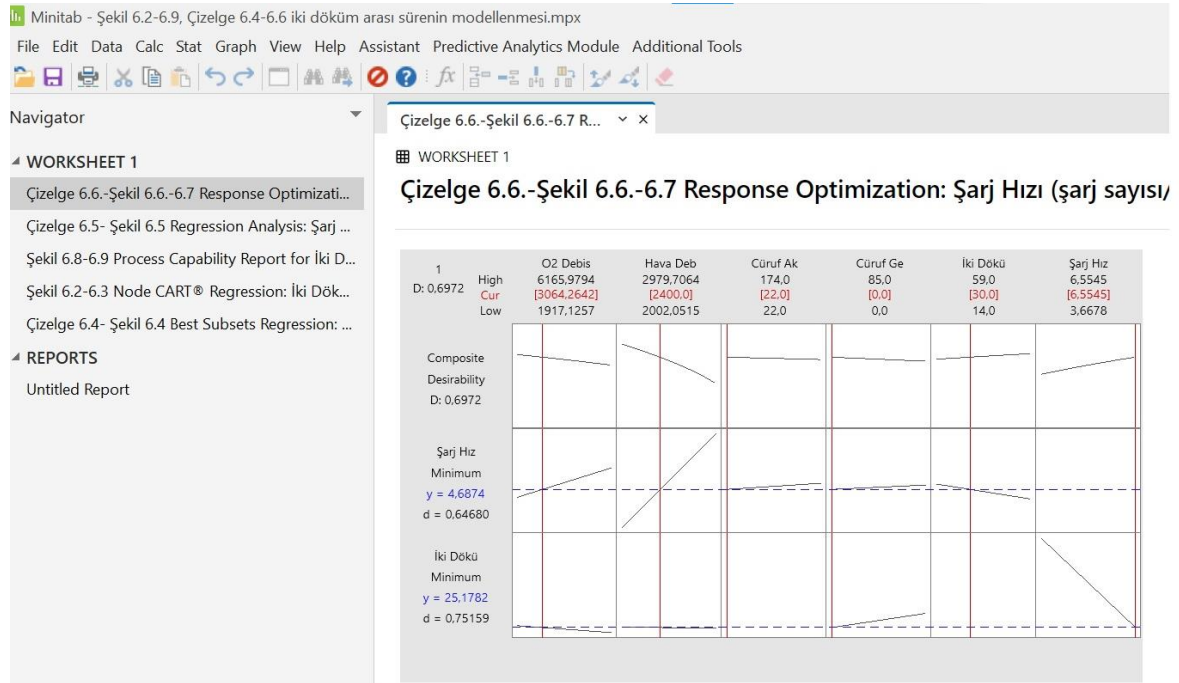 Minitab - Şekil 6.2-6.9, Çizelge 6.4-6.6 iki döküm arası sürenin modellenmesi.mpx
File Edit Data Calc Stat Graph View Help Assistant Predictive Analytics Module Additional Tools
fx
Navigator
Çizelge 6.6.-Şekil 6.6.-6.7 R...
WORKSHEET 1
Çizelge 6.6.-Şekil 6.6.-6.7 Response Optimizati...
Çizelge 6.5- Şekil 6.5 Regression Analysis: Şarj ...
Şekil 6.8-6.9 Process Capability Report for İki D...
Şekil 6.2-6.3 Node CART® Regression: İki Dök...
Çizelge 6.4- Şekil 6.4 Best Subsets Regression: ...
REPORTS
Untitled Report
WORKSHEET 1
Çizelge 6.6.-Şekil 6.6.-6.7 Response Optimization: Şarj Hızı (şarj sayısı/
1
D: 0,6972
High
Cur
Low
O2 Debis
6165,9794
[3064,2642]
1917,1257
Hava Deb
2979,7064
[2400,0]
2002,0515
Cüruf Ak
174,0
[22,0]
22,0
Cüruf Ge
85,0
[0,0]
0,0
İki Dökü
59,0
[30,0]
14,0
Şarj Hız
6,5545
[6,5545]
3,6678
Composite
Desirability
D: 0,6972
Şarj Hız
Minimum
y = 4,6874
d = 0,64680
İki Dökü
Minimum
y = 25,1782
d = 0,75159